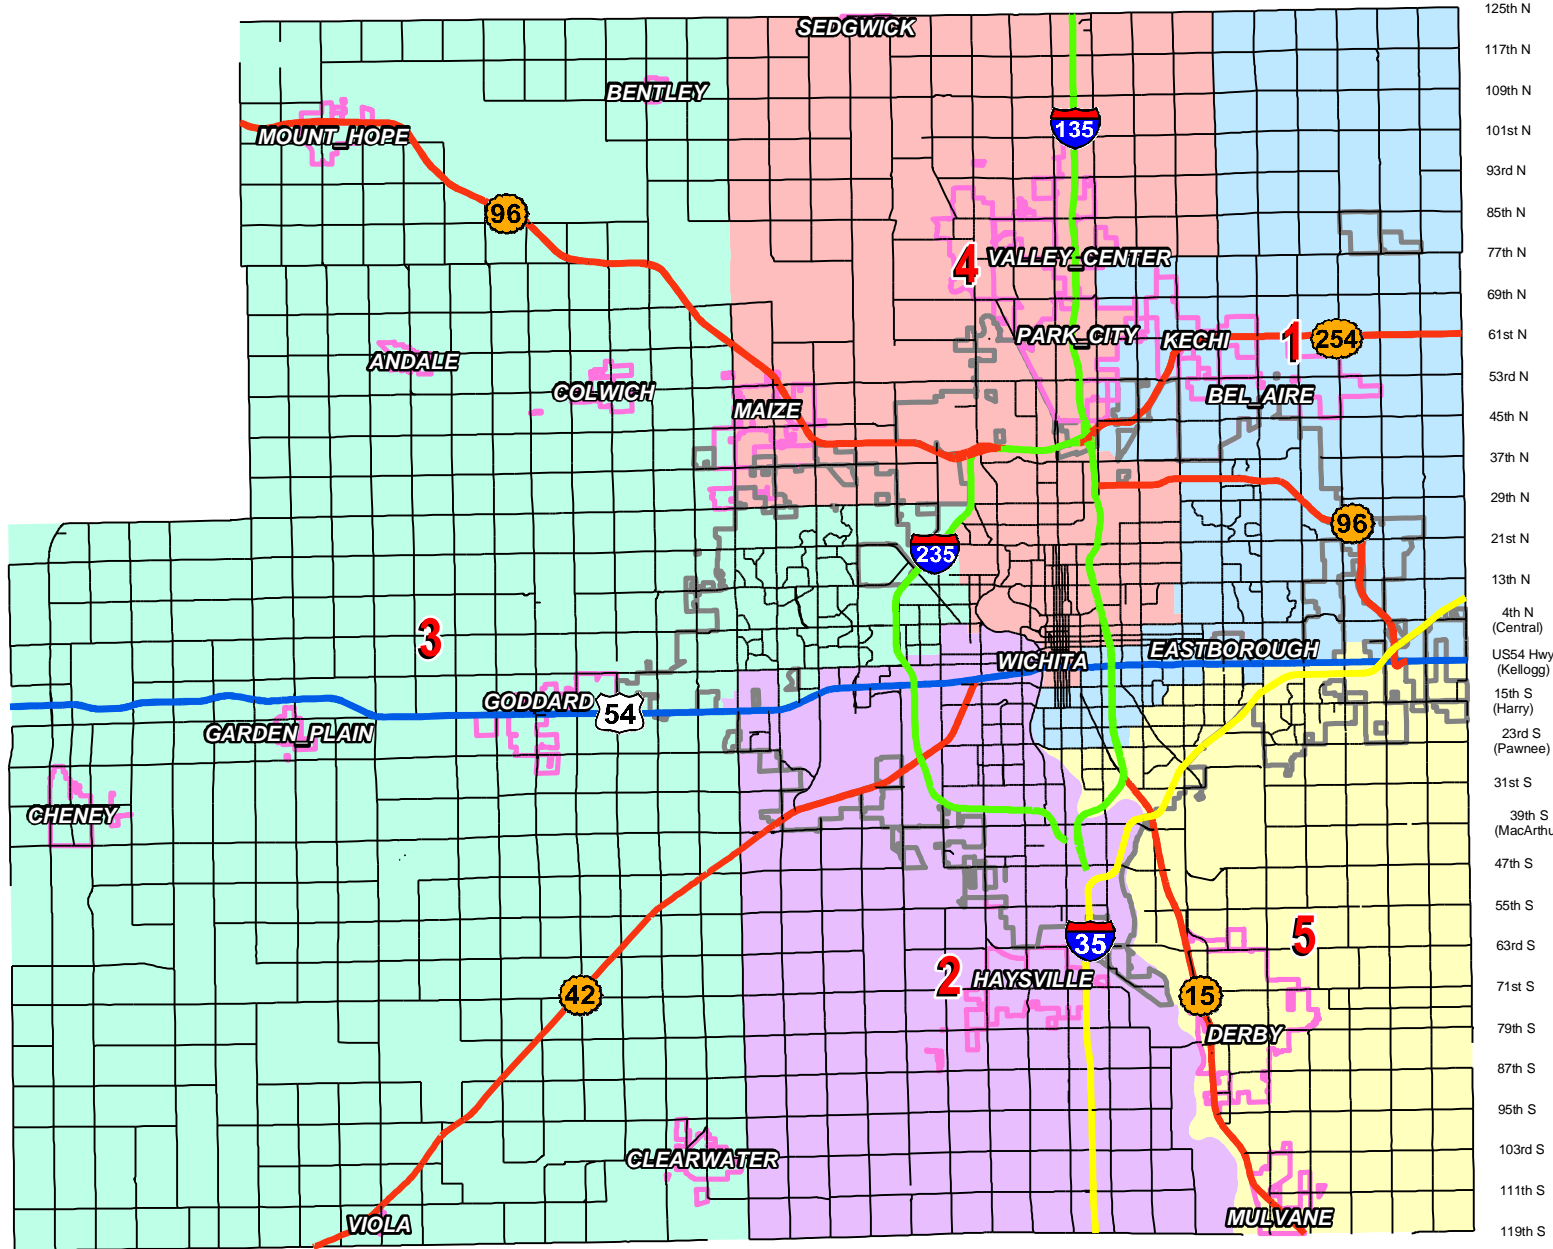 125th N
SEDGWICK
117th N
BENTLEY
109th N
MOUNT_HOPE
135
101st N
93rd N
96
85th N
4
VALLEY_CENTER
77th N
69th N
PARK_CITY
KECHI
1
254
61st N
ANDALE
COLWICH
53rd N
MAIZE
BEL_AIRE
45th N
37th N
29th N
96
235
21st N
13th N
4th N
(Central)
3
WICHITA
EASTBOROUGH
US54 Hwy
(Kellogg)
GODDARD
54
15th S
(Harry)
GARDEN_PLAIN
23rd S
(Pawnee)
31st S
CHENEY
39th S
(MacArthu
47th S
55th S
35
5
63rd S
2
HAYSVILLE
42
15
71st S
DERBY
79th S
87th S
95th S
CLEARWATER
103rd S
111th S
VIOLA
MULVANE
119th S